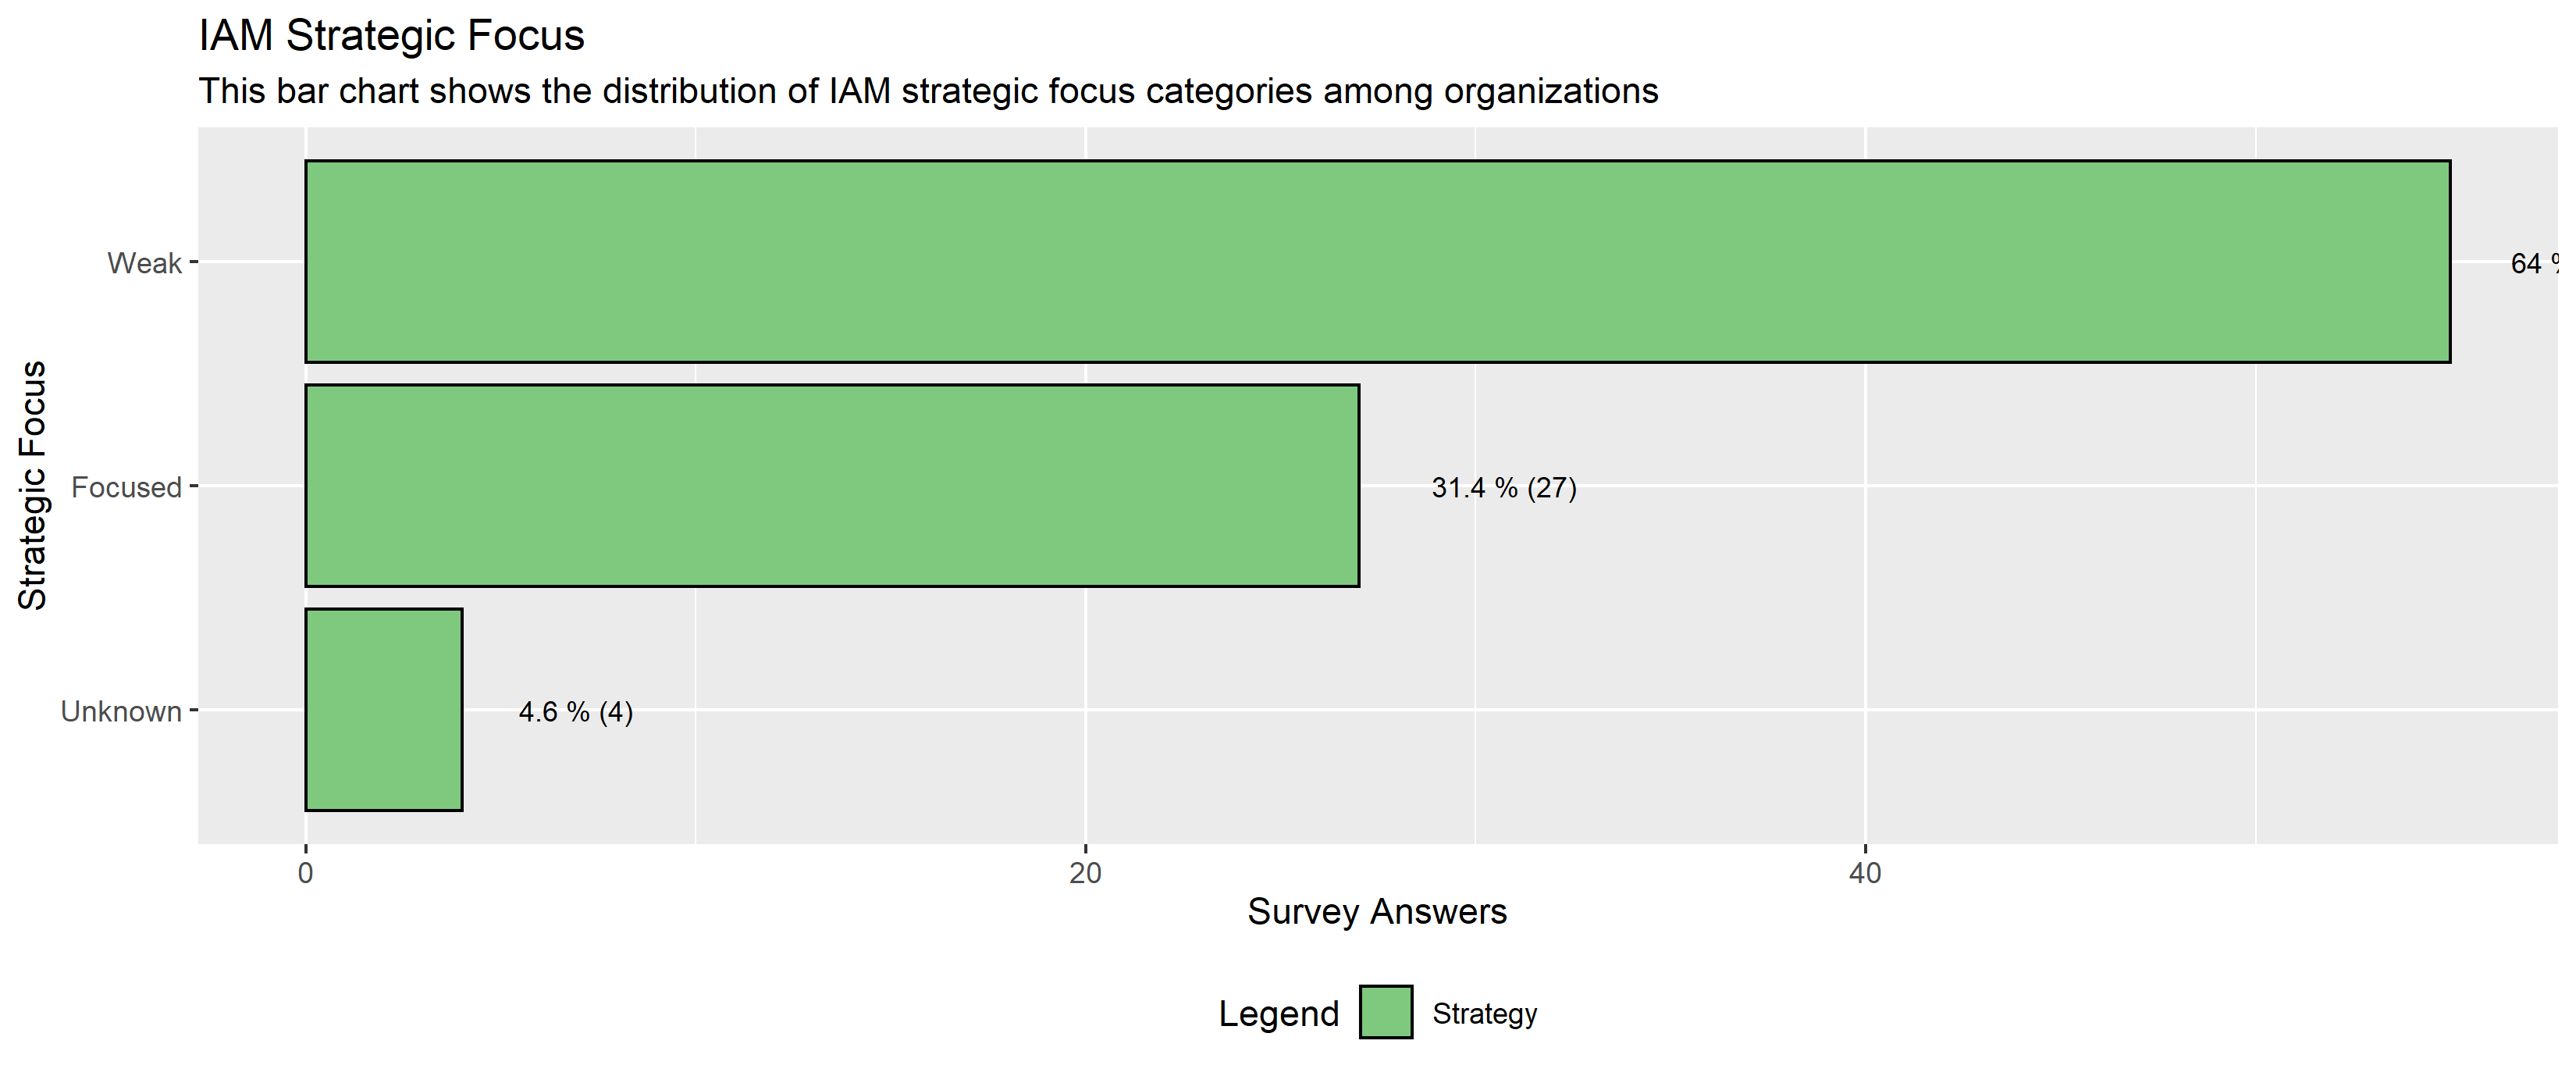 IAM Strategic Focus
This bar chart shows the distribution of IAM strategic focus categories among organizations
Strategic Focus
Weak
64 %
Focused
31.4 % (27)
Unknown
4.6 % (4)
0
20
40
Survey Answers
Legend
Strategy